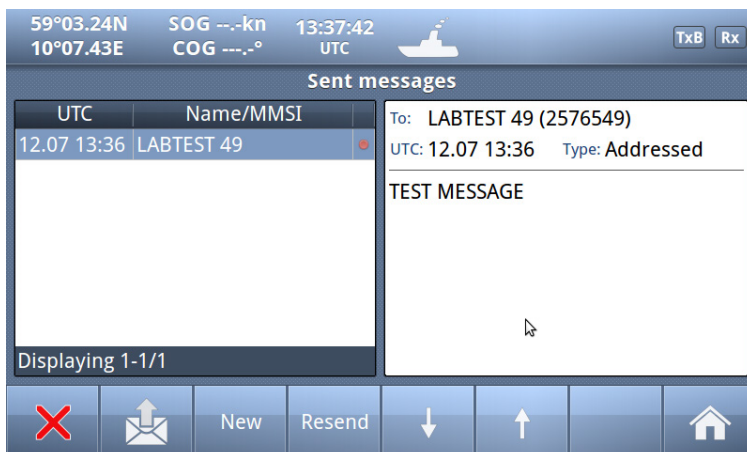 59°03.24N SOG --.-kn 13:37:42
10°07.43E COG ---.-° UTC
TxB Rx
Sent messages
UTC Name/MMSI
12.07 13:36 LABTEST 49
Displaying 1-1/1
To: LABTEST 49 (2576549)
UTC: 12.07 13:36 Type: Addressed
TEST MESSAGE
New Resend